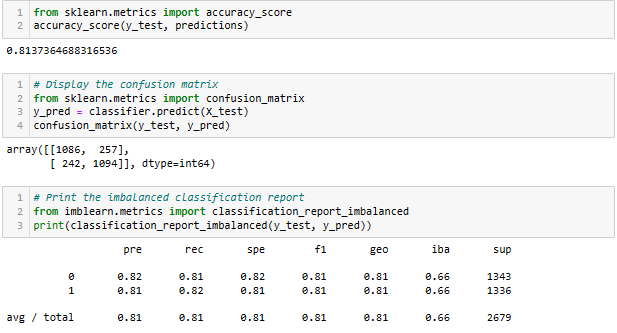 1 from sklearn.metrics import accuracy_score
2 accuracy_score(y_test, predictions)
0.8137364688316536
1 # Display the confusion matrix
2 from sklearn.metrics import confusion_matrix
3 y_pred = classifier.predict(X_test)
4 confusion_matrix(y_test, y_pred)
array([[1086,  257],
       [ 242, 1094]], dtype=int64)
1 # Print the imbalanced classification report
2 from imblearn.metrics import classification_report_imbalanced
3 print(classification_report_imbalanced(y_test, y_pred))
pre rec spe f1 geo iba sup
0 0.82 0.81 0.82 0.81 0.81 0.66 1343
1 0.81 0.82 0.81 0.81 0.81 0.66 1336
avg / total 0.81 0.81 0.81 0.81 0.81 0.66 2679